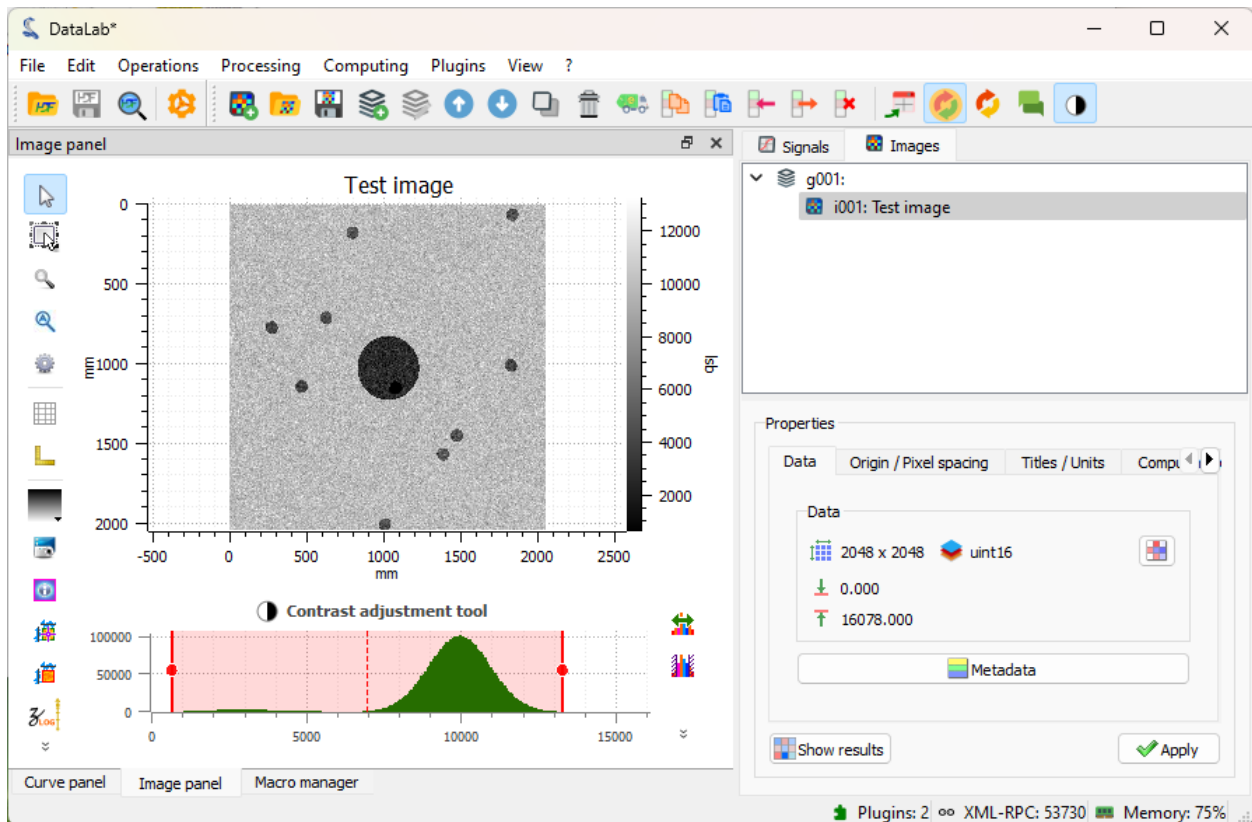 DataLab*
File Edit Operations Processing Computing Plugins View ?
Image panel
Signals Images
g001:
i001: Test image
Test image
0
500
1000
1500
2000
mm
-500 0 500 1000 1500 2000 2500
mm
12000
10000
8000
6000
4000
2000
lsb
Contrast adjustment tool
100000
50000
0
0 5000 10000 15000
LOG
Curve panel Image panel Macro manager
Properties
Data Origin / Pixel spacing Titles / Units
Data
2048 x 2048 uint16
0.000
16078.000
Metadata
Show results Apply
Plugins: 2 XML-RPC: 53730 Memory: 75%